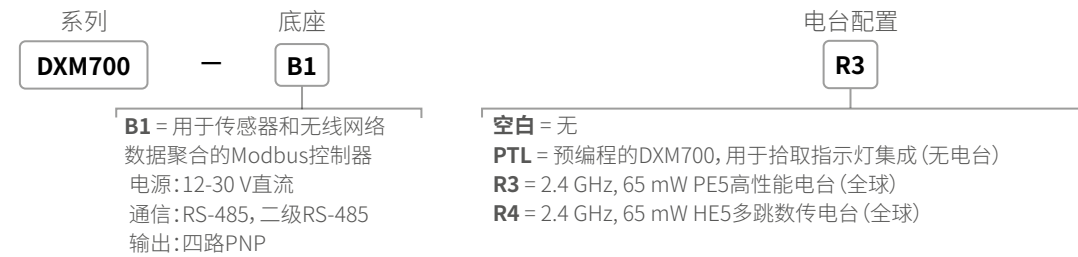 系列 底座 电台配置
DXM700 – B1 R3
B1 = 用于传感器和无线网络
数据聚合的Modbus控制器
电源:12-30 V直流
通信:RS-485,二级RS-485
输出:四路PNP
空白 = 无
PTL = 预编程的DXM700,用于拾取指示灯集成(无电台)
R3 = 2.4 GHz, 65 mW PE5高性能电台(全球)
R4 = 2.4 GHz, 65 mW HE5多跳数传电台(全球)